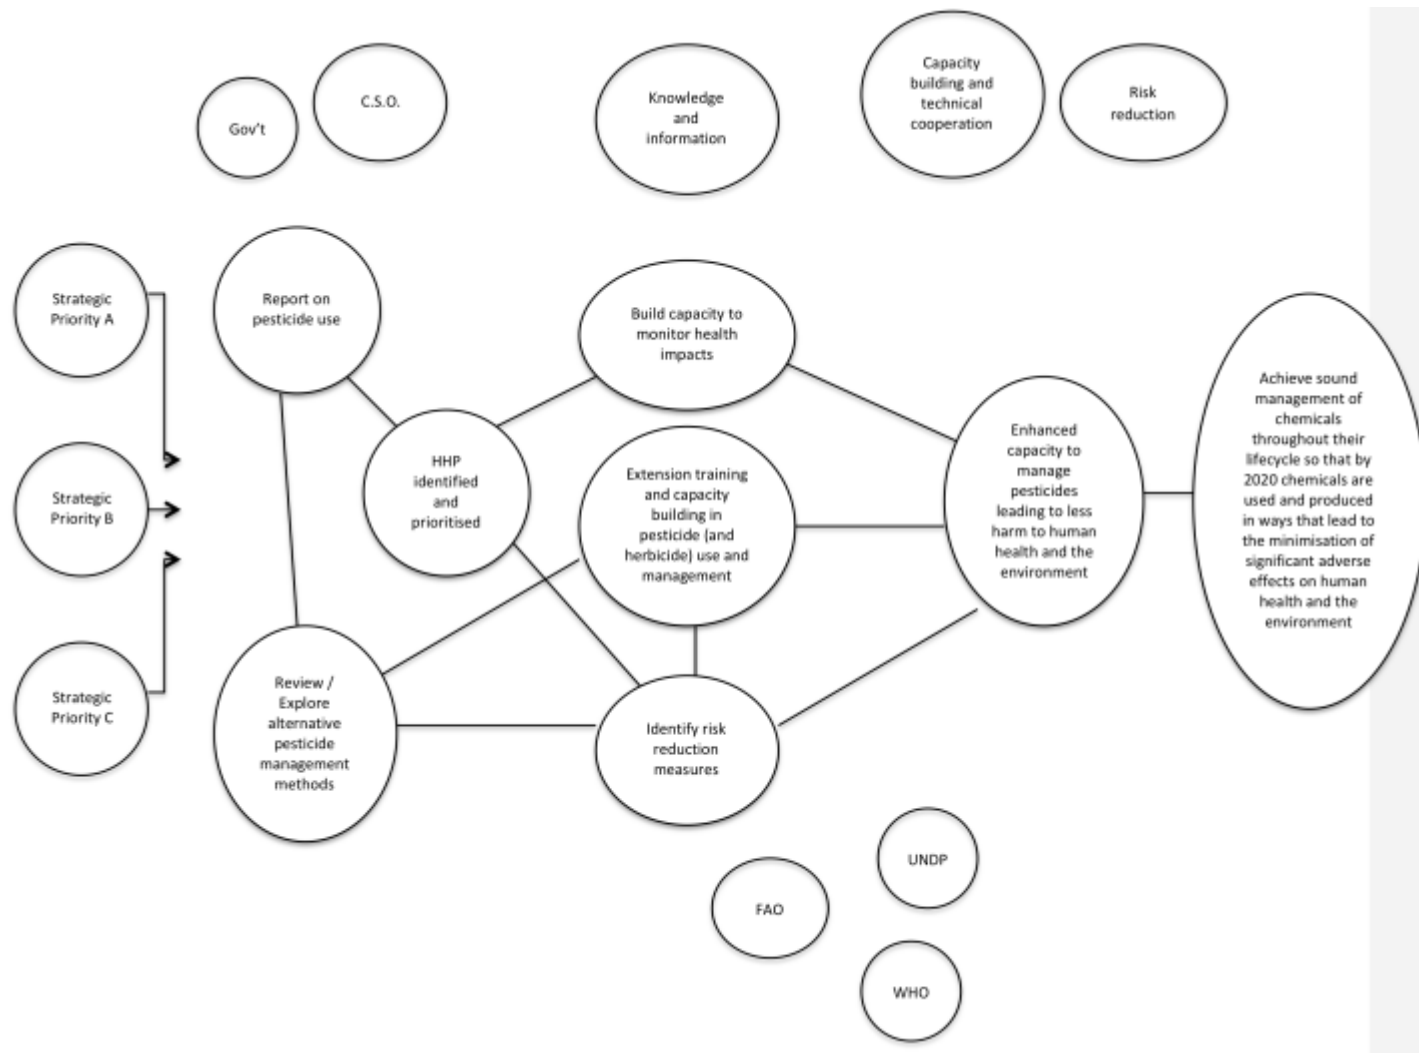 Gov't
C.S.O.
Knowledge
and
information
Capacity
building and
technical
cooperation
Risk
reduction
Strategic
Priority A
Report on
pesticide use
Build capacity to
monitor health
impacts
Strategic
Priority B
HHP
identified
and
prioritised
Extension training
and capacity
building in
pesticide (and
herbicide) use and
management
Enhanced
capacity to
manage
pesticides
leading to less
harm to human
health and the
environment
Achieve sound
management of
chemicals
throughout their
lifecycle so that by
2020 chemicals are
used and produced
in ways that lead to
the minimisation of
significant adverse
effects on human
health and the
environment
Strategic
Priority C
Review /
Explore
alternative
pesticide
management
methods
Identify risk
reduction
measures
UNDP
FAO
WHO